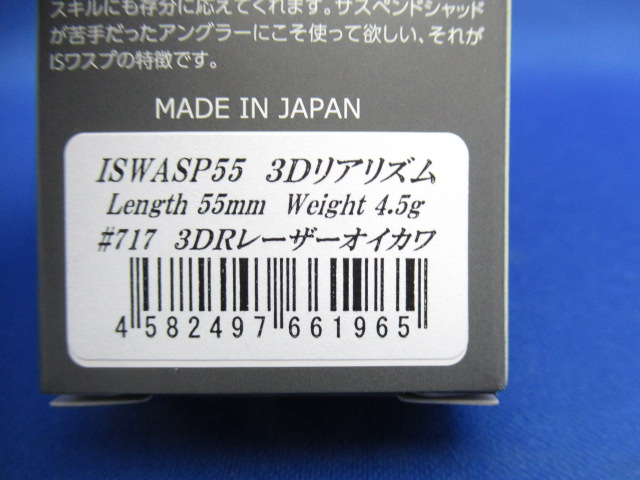 スキルにも存分に応えてくれます。サスペンドシャッド
が苦手だったアングラーにこそ使って欲しい、それが
ISワスプの特徴です。
MADE IN JAPAN
ISWASP55 3Dリアリズム
Length 55mm Weight 4.5g
#717 3DRレーザーオイカワ
4 582497 661965